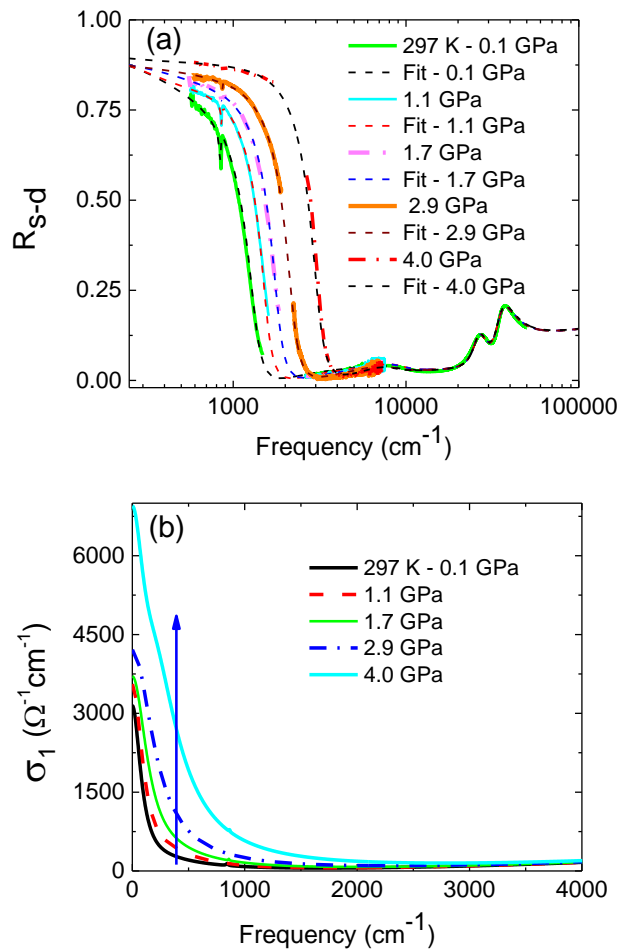 (a)
1.00
0.75
0.50
0.25
0.00
R_{S-d}
297 K - 0.1 GPa
Fit - 0.1 GPa
1.1 GPa
Fit - 1.1 GPa
1.7 GPa
Fit - 1.7 GPa
2.9 GPa
Fit - 2.9 GPa
4.0 GPa
Fit - 4.0 GPa
1000 10000 100000
Frequency (cm⁻¹)
(b)
6000
4500
3000
1500
0
σ₁ (Ω⁻¹cm⁻¹)
297 K - 0.1 GPa
1.1 GPa
1.7 GPa
2.9 GPa
4.0 GPa
0 1000 2000 3000 4000
Frequency (cm⁻¹)